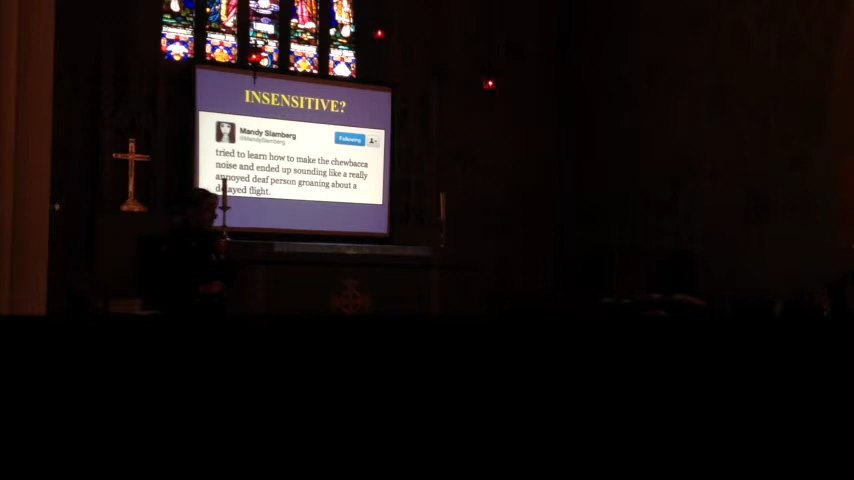 INSENSITIVE?
Mandy Slamberg
@MandySlamberg
Following
tried to learn how to make the chewbacca
noise and ended up sounding like a really
annoyed deaf person groaning about a
delayed flight.